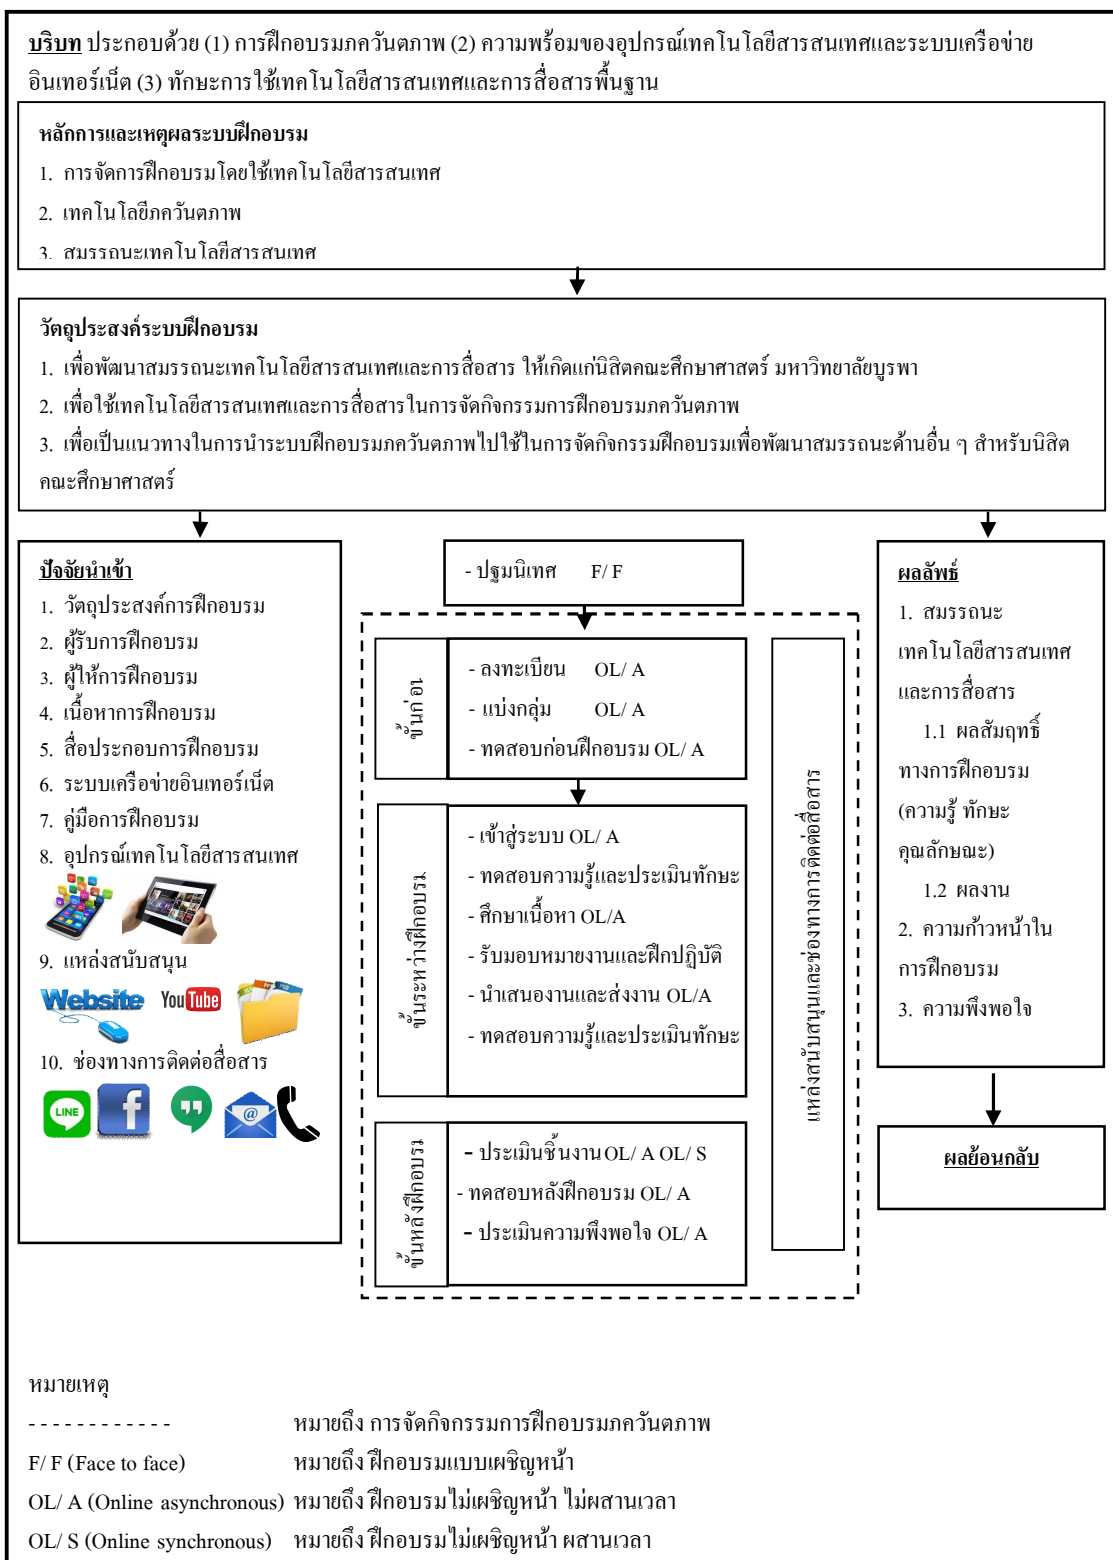 บริบท ประกอบด้วย (1) การฝึกอบรมภควันตภาพ (2) ความพร้อมของอุปกรณ์เทคโนโลยีสารสนเทศและระบบเครือข่าย
อินเทอร์เน็ต (3) ทักษะการใช้เทคโนโลยีสารสนเทศและการสื่อสารพื้นฐาน
หลักการและเหตุผลระบบฝึกอบรม
1. การจัดการฝึกอบรมโดยใช้เทคโนโลยีสารสนเทศ
2. เทคโนโลยีภควันตภาพ
3. สมรรถนะเทคโนโลยีสารสนเทศ
วัตถุประสงค์ระบบฝึกอบรม
1. เพื่อพัฒนาสมรรถนะเทคโนโลยีสารสนเทศและการสื่อสาร ให้เกิดแก่นิสิตคณะศึกษาศาสตร์ มหาวิทยาลัยบูรพา
2. เพื่อใช้เทคโนโลยีสารสนเทศและการสื่อสารในการจัดกิจกรรมการฝึกอบรมภควันตภาพ
3. เพื่อเป็นแนวทางในการนำระบบฝึกอบรมภควันตภาพไปใช้ในการจัดกิจกรรมฝึกอบรมเพื่อพัฒนาสมรรถนะด้านอื่น ๆ สำหรับนิสิต
คณะศึกษาศาสตร์
ปัจจัยนำเข้า
1. วัตถุประสงค์การฝึกอบรม
2. ผู้รับการฝึกอบรม
3. ผู้ให้การฝึกอบรม
4. เนื้อหาการฝึกอบรม
5. สื่อประกอบการฝึกอบรม
6. ระบบเครือข่ายอินเทอร์เน็ต
7. คู่มือการฝึกอบรม
8. อุปกรณ์เทคโนโลยีสารสนเทศ
9. แหล่งสนับสนุน
Website
YouTube
10. ช่องทางการติดต่อสื่อสาร
LINE
f
@
- ปฐมนิเทศ F/ F
ขั้นก่อน
- ลงทะเบียน OL/ A
- แบ่งกลุ่ม OL/ A
- ทดสอบก่อนฝึกอบรม OL/ A
ขั้นระหว่างฝึกอบรม
- เข้าสู่ระบบ OL/ A
- ทดสอบความรู้และประเมินทักษะ
- ศึกษาเนื้อหา OL/A
- รับมอบหมายงานและฝึกปฏิบัติ
- นำเสนองานและส่งงาน OL/A
- ทดสอบความรู้และประเมินทักษะ
ขั้นหลังฝึกอบรม
- ประเมินชิ้นงาน OL/ A OL/ S
- ทดสอบหลังฝึกอบรม OL/ A
- ประเมินความพึงพอใจ OL/ A
แหล่งสนับสนุนและช่องทางการติดต่อสื่อสาร
ผลลัพธ์
1. สมรรถนะ
เทคโนโลยีสารสนเทศ
และการสื่อสาร
1.1 ผลสัมฤทธิ์
ทางการฝึกอบรม
(ความรู้ ทักษะ
คุณลักษณะ)
1.2 ผลงาน
2. ความก้าวหน้าใน
การฝึกอบรม
3. ความพึงพอใจ
ผลย้อนกลับ
หมายเหตุ
- - - - - - - - - - - - หมายถึง การจัดกิจกรรมการฝึกอบรมภควันตภาพ
F/ F (Face to face) หมายถึง ฝึกอบรมแบบเผชิญหน้า
OL/ A (Online asynchronous) หมายถึง ฝึกอบรมไม่เผชิญหน้า ไม่ผสานเวลา
OL/ S (Online synchronous) หมายถึง ฝึกอบรมไม่เผชิญหน้า ผสานเวลา